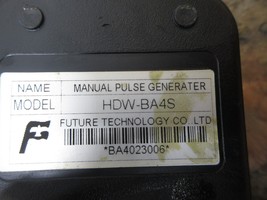 NAME MANUAL PULSE GENERATER
MODEL HDW-BA4S
FUTURE TECHNOLOGY CO .,LTD
*BA4023006*